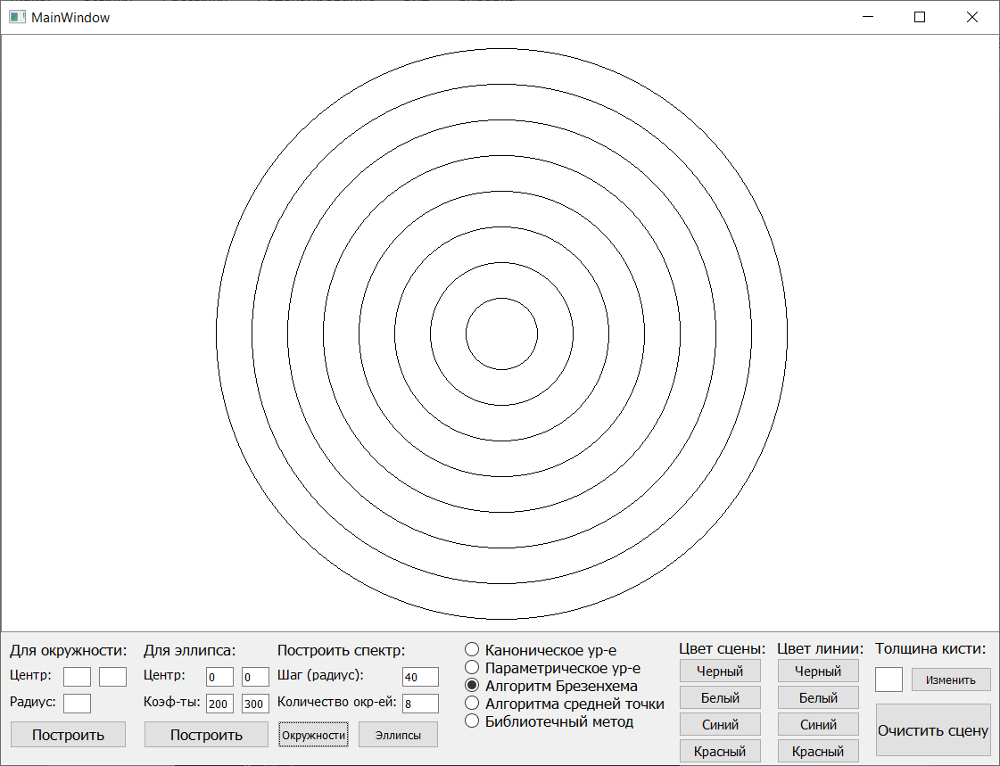 MainWindow
Для окружности:
Центр:
Радиус:
Построить
Для эллипса:
Центр: 0 0
Коэф-ты: 200 300
Построить
Построить спектр:
Шаг (радиус): 40
Количество окр-ей: 8
Окружности Эллипсы
Каноническое ур-е
Параметрическое ур-е
Алгоритм Брезенхема
Алгоритма средней точки
Библиотечный метод
Цвет сцены:
Черный
Белый
Синий
Красный
Цвет линии:
Черный
Белый
Синий
Красный
Толщина кисти:
Изменить
Очистить сцену